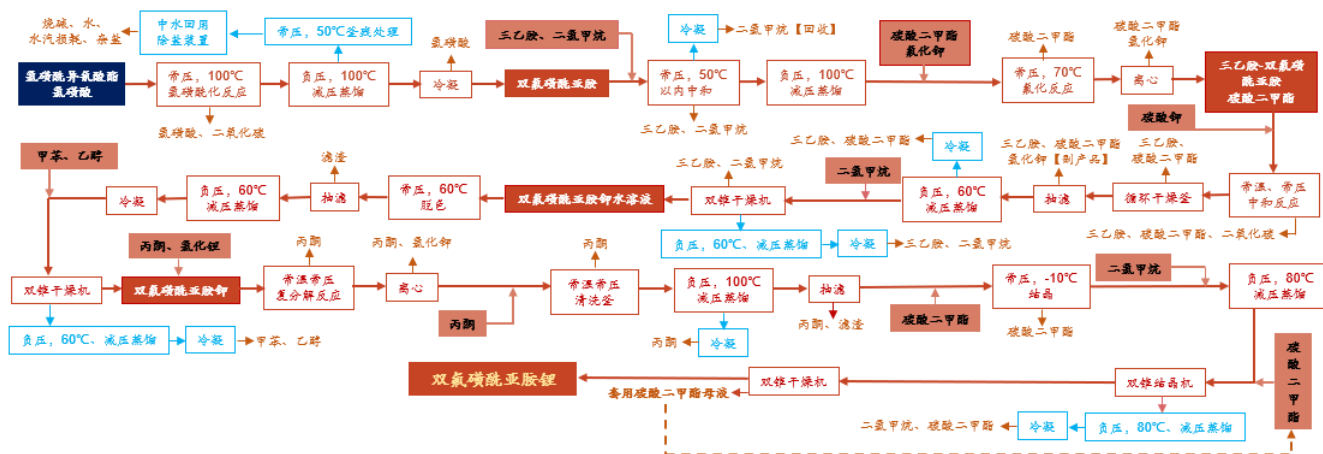 烧碱、水、
水汽损耗、杂盐
中水回用
除盐装置
常压，50℃釜残处理
氯磺酸
三乙胺、二氯甲烷
冷凝
二氯甲烷【回收】
碳酸二甲酯
氟化钾
碳酸二甲酯
碳酸二甲酯
氟化钾
氯磺酰异氰酸酯
氯磺酸
常压，100℃
氯磺酰化反应
负压，100℃
减压蒸馏
冷凝
双氯磺酰亚胺
常压，50℃
以内中和
负压，100℃
减压蒸馏
常压，70℃
氟化反应
离心
三乙胺-双氟磺
酰亚胺
碳酸二甲酯
氯磺酸、二氧化碳
三乙胺、二氯甲烷
碳酸钾
甲苯、乙醇
滤渣
三乙胺、二氯甲烷
三乙胺、碳酸二甲酯
冷凝
二氯甲烷
三乙胺、碳酸二甲酯
氟化钾【副产品】
三乙胺、
碳酸二甲酯
冷凝
负压，60℃
减压蒸馏
抽滤
常压，60℃
脱色
双氟磺酰亚胺钾水溶液
双锥干燥机
负压，60℃
减压蒸馏
抽滤
循环干燥釜
常温、常压
中和反应
负压，60℃、减压蒸馏
冷凝
三乙胺、二氯甲烷
三乙胺、碳酸二甲酯、二氧化碳
丙酮、氯化锂
丙酮
丙酮、氯化钾
丙酮
二氯甲烷
双锥干燥机
双氟磺酰亚胺钾
常温常压
复分解反应
离心
常温常压
清洗釜
负压，100℃
减压蒸馏
抽滤
常压，-10℃
结晶
负压，80℃
减压蒸馏
丙酮
丙酮、滤渣
碳酸二甲酯
碳酸二甲酯
负压，60℃、减压蒸馏
冷凝
甲苯、乙醇
丙酮
冷凝
碳
酸
二
甲
酯
双氟磺酰亚胺锂
双锥干燥机
双锥结晶机
套用碳酸二甲酯母液
二氯甲烷、碳酸二甲酯
冷凝
负压，80℃、减压蒸馏